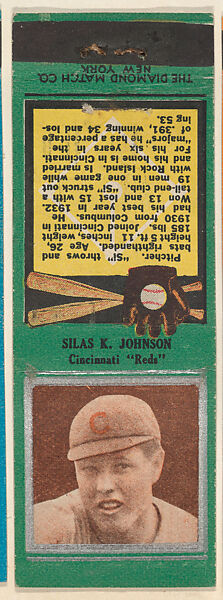 THE DIAMOND MATCH CO.
NEW YORK
"SI" Pitcher. Throws and
bats righthanded. Age 26,
height 5 ft. 11 inches, weight
185 lbs. Joined Cincinnati in
1930 from Columbus. He
had his best year in 1932.
Won 13 and lost 15 with a
tail-end club. "SI" struck out
19 men in one game while
with Rock Island. Is married
and his home is in Cincinnati.
For his six years in the
"majors" he has a percentage
of .391, winning 34 and los-
ing 53.
SILAS K. JOHNSON
Cincinnati "Reds"
C